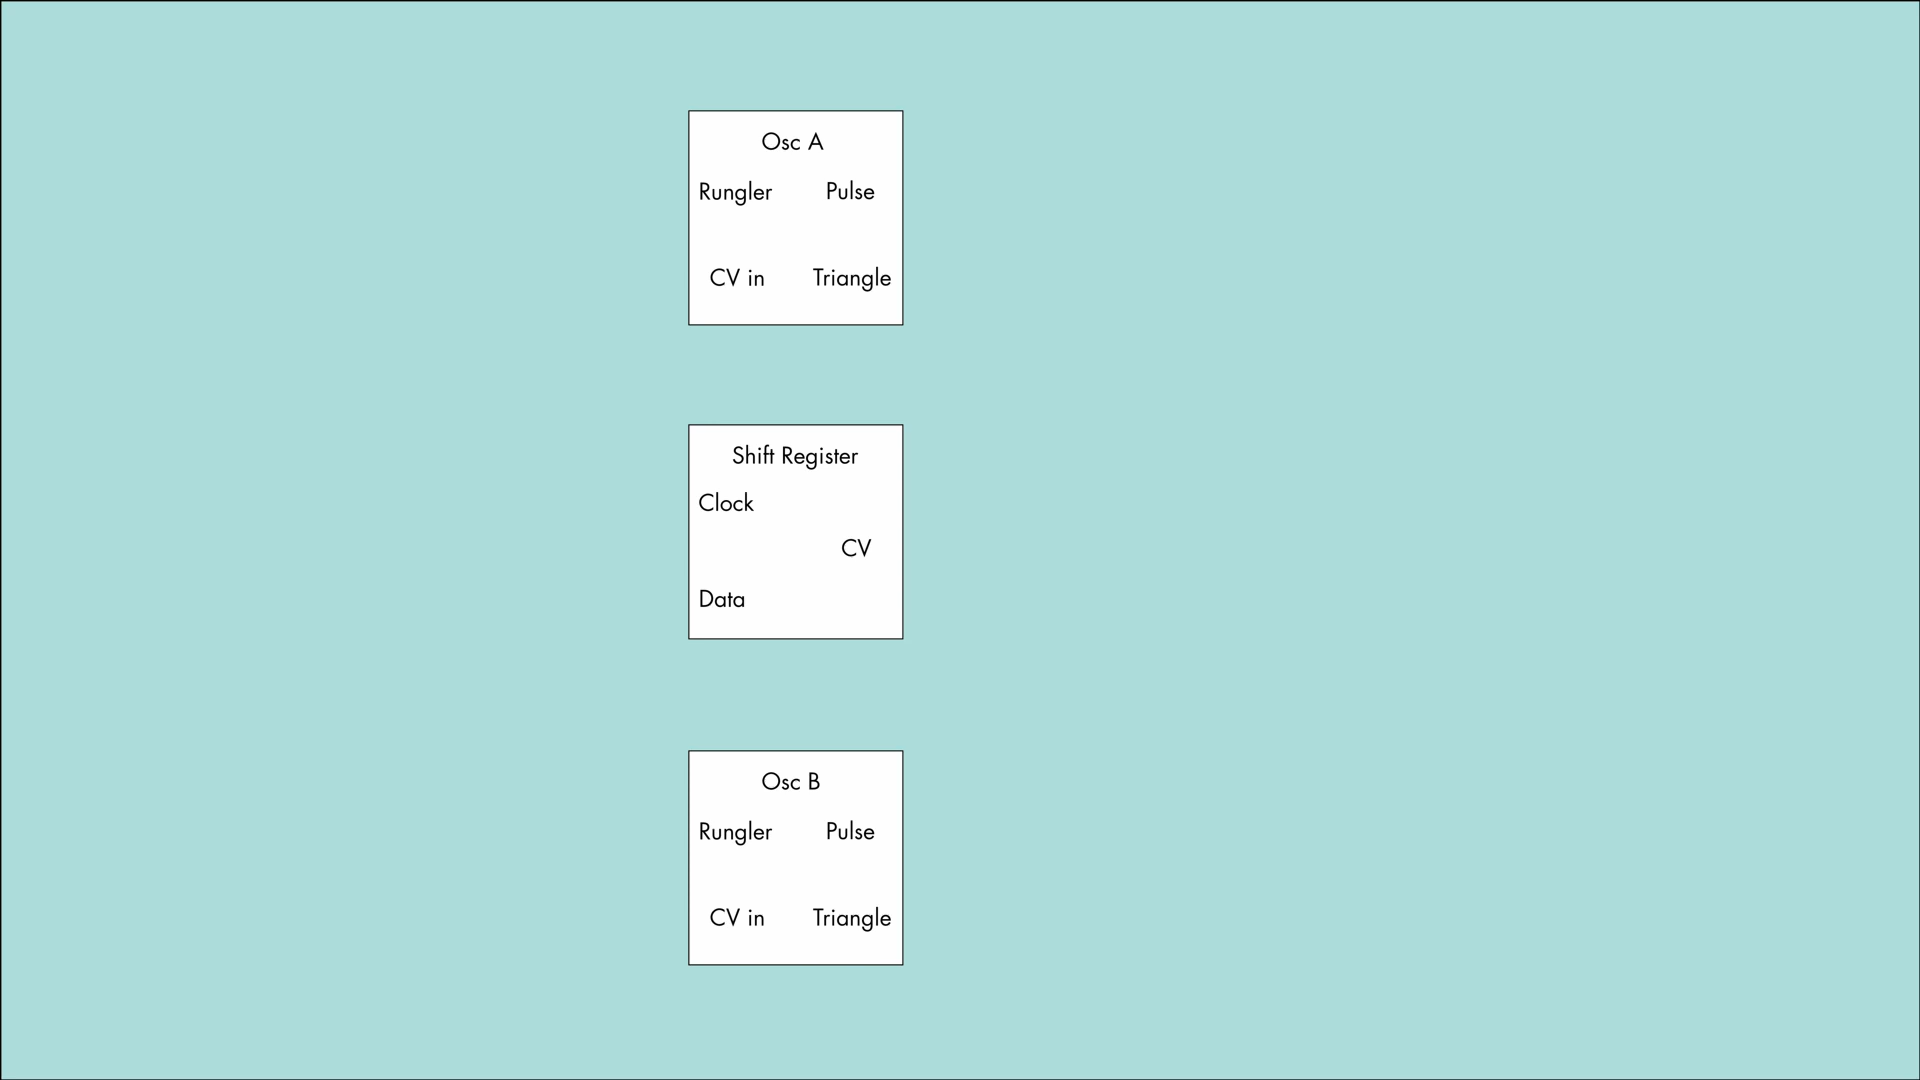 Osc A
Rungler Pulse
CV in Triangle
Shift Register
Clock
CV
Data
Osc B
Rungler Pulse
CV in Triangle